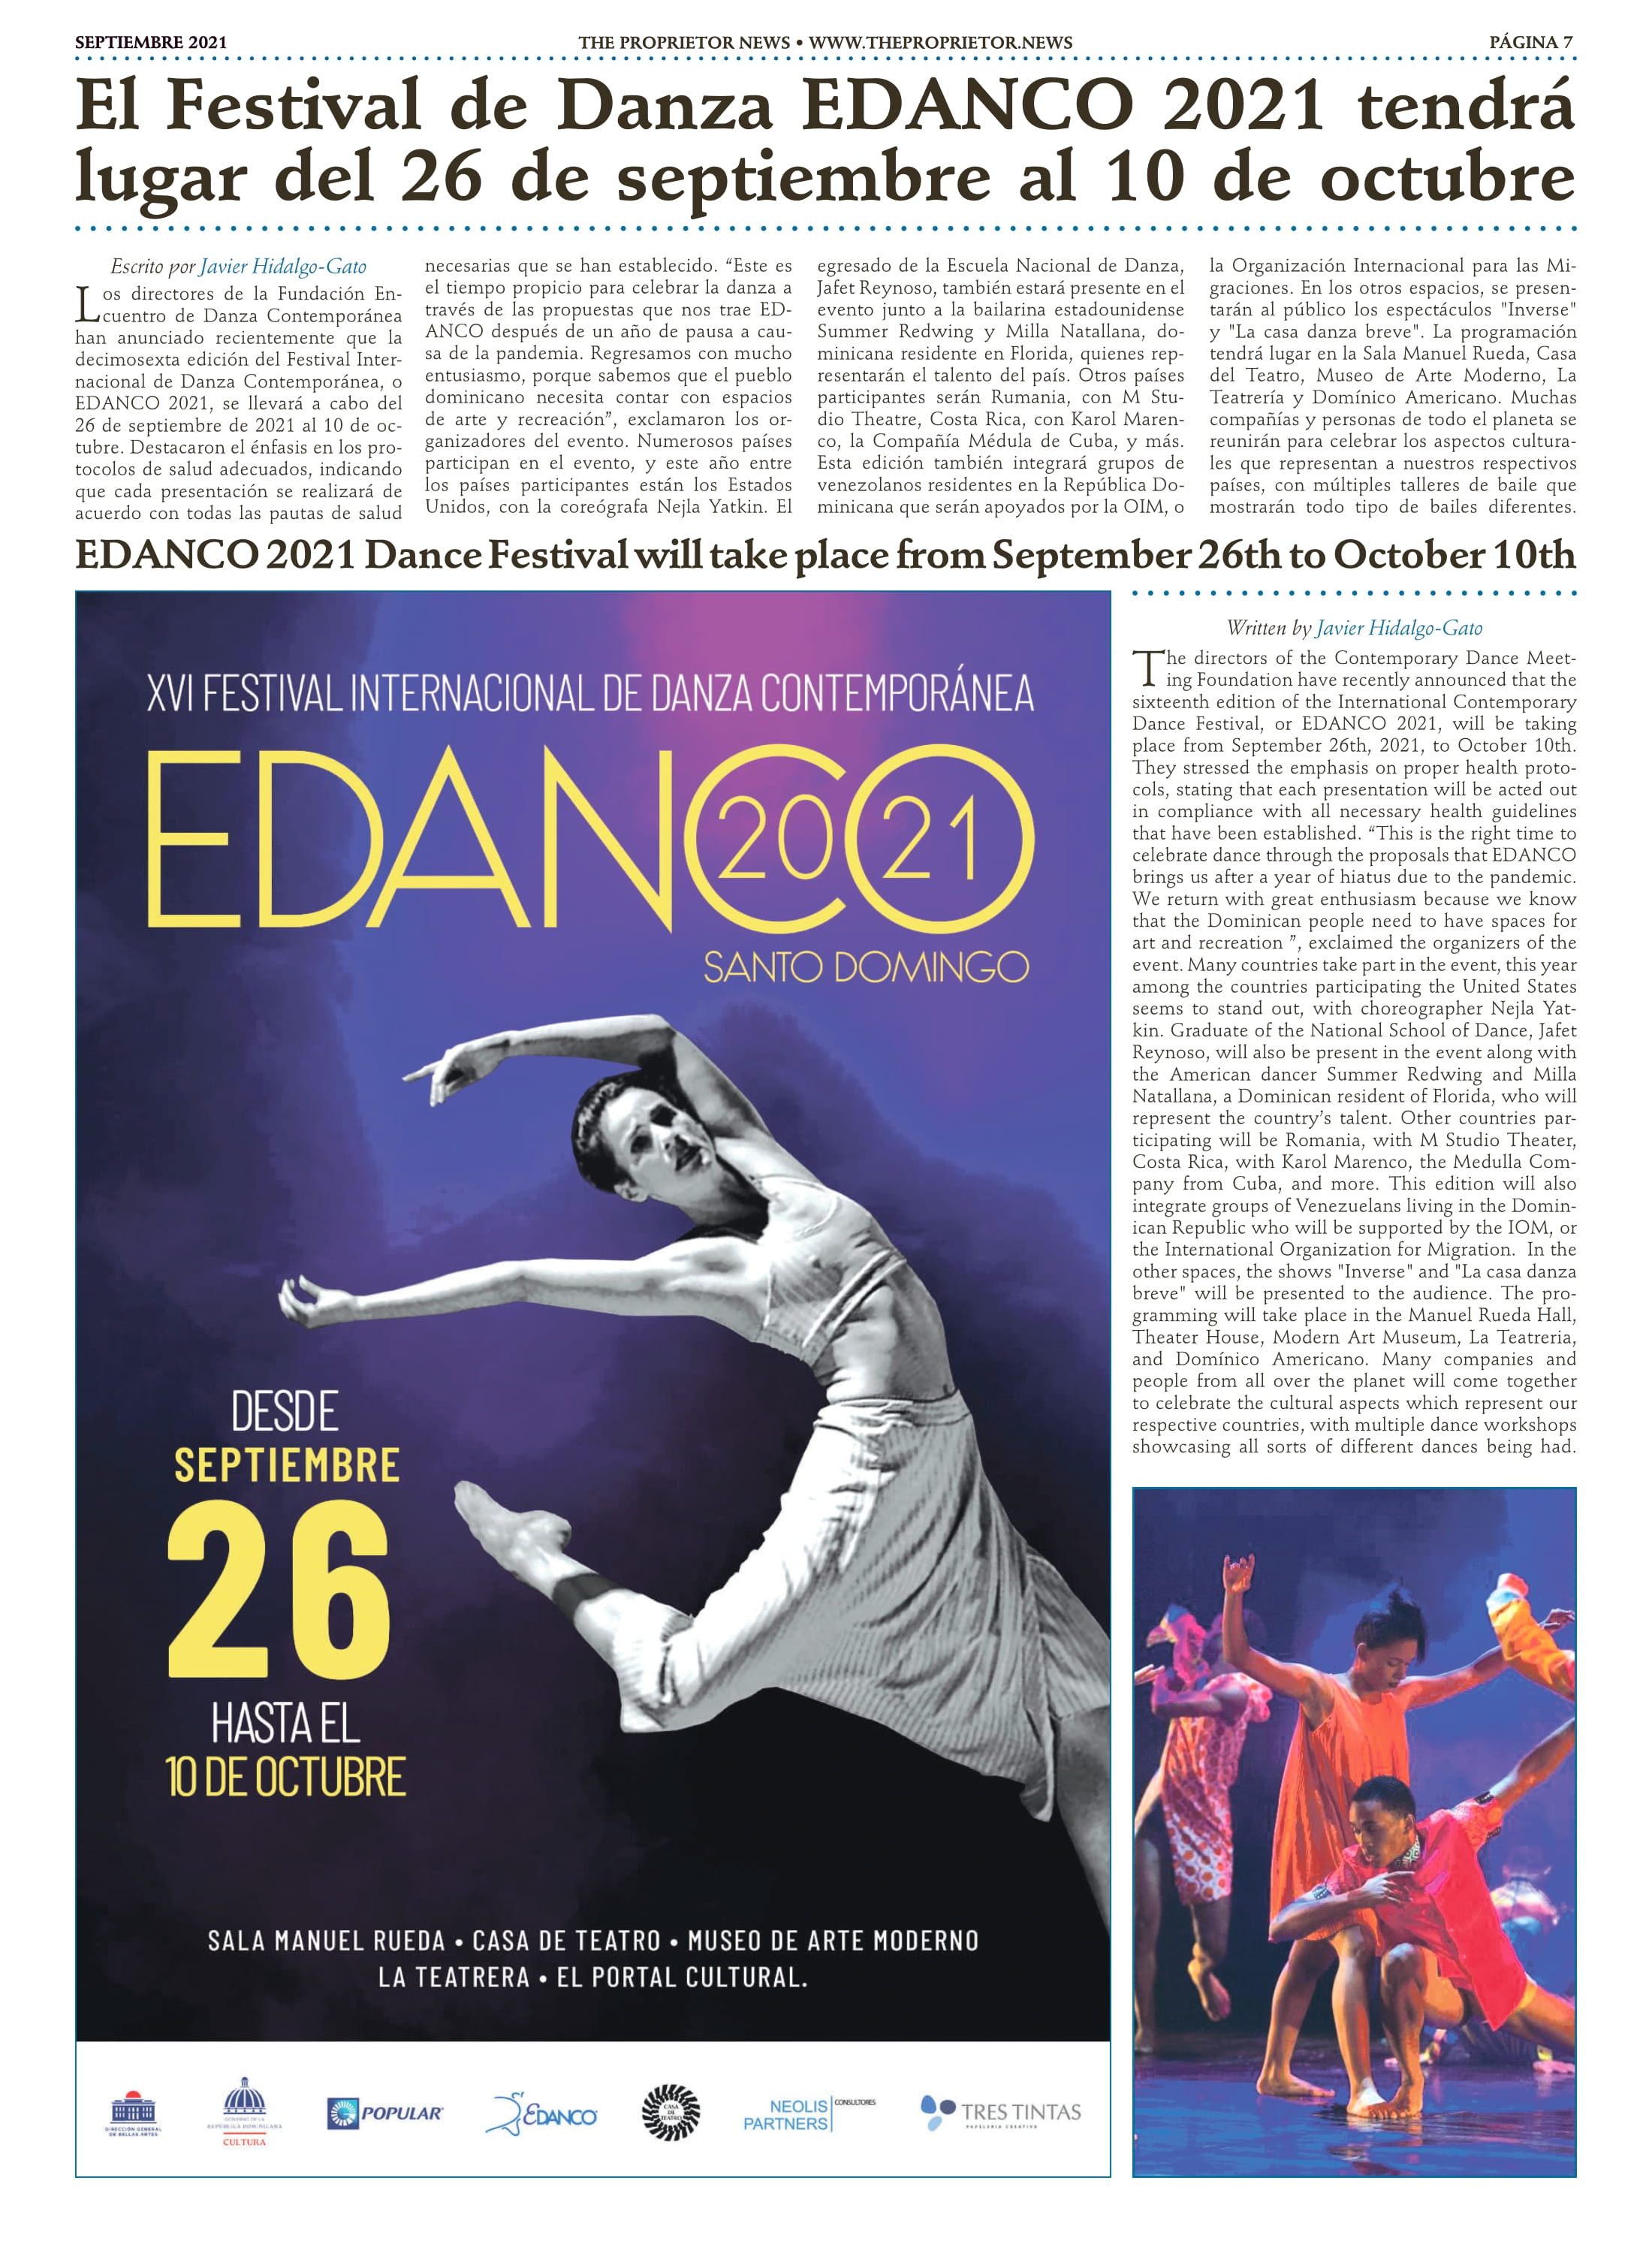 SEPTIEMBRE 2021
THE PROPRIETOR NEWS • WWW.THEPROPRIETOR.NEWS
PÁGINA 7
El Festival de Danza EDANCO 2021 tendrá
lugar del 26 de septiembre al 10 de octubre
Escrito por Javier Hidalgo-Gato
Los directores de la Fundación En-
cuentro de Danza Contemporánea
han anunciado recientemente que la
decimosexta edición del Festival Inter-
nacional de Danza Contemporánea, o
EDANCO 2021, se llevará a cabo del
26 de septiembre de 2021 al 10 de oc-
tubre. Destacaron el énfasis en los pro-
tocolos de salud adecuados, indicando
que cada presentación se realizará de
acuerdo con todas las pautas de salud
necesarias que se han establecido. “Este es
el tiempo propicio para celebrar la danza a
través de las propuestas que nos trae ED-
ANCO después de un año de pausa a cau-
sa de la pandemia. Regresamos con mucho
entusiasmo, porque sabemos que el pueblo
dominicano necesita contar con espacios
de arte y recreación”, exclamaron los or-
ganizadores del evento. Numerosos países
participan en el evento, y este año entre
los países participantes están los Estados
Unidos, con la coreógrafa Nejla Yatkin. El
egresado de la Escuela Nacional de Danza,
Jafet Reynoso, también estará presente en el
evento junto a la bailarina estadounidense
Summer Redwing y Milla Natallana, do-
minicana residente en Florida, quienes rep-
resentarán el talento del país. Otros países
participantes serán Rumania, con M Stu-
dio Theatre, Costa Rica, con Karol Maren-
co, la Compañía Médula de Cuba, y más.
Esta edición también integrará grupos de
venezolanos residentes en la República Do-
minicana que serán apoyados por la OIM, o
la Organización Internacional para las Mi-
graciones. En los otros espacios, se presen-
tarán al público los espectáculos "Inverse"
y "La casa danza breve". La programación
tendrá lugar en la Sala Manuel Rueda, Casa
del Teatro, Museo de Arte Moderno, La
Teatrería y Domínico Americano. Muchas
compañías y personas de todo el planeta se
reunirán para celebrar los aspectos cultura-
les que representan a nuestros respectivos
países, con múltiples talleres de baile que
mostrarán todo tipo de bailes diferentes.
EDANCO 2021 Dance Festival will take place from September 26th to October 10th
XVI FESTIVAL INTERNACIONAL DE DANZA CONTEMPORÁNEA
EDANCO
20 21
SANTO DOMINGO
DESDE
SEPTIEMBRE
26
HASTA EL
10 DE OCTUBRE
SALA MANUEL RUEDA • CASA DE TEATRO • MUSEO DE ARTE MODERNO
LA TEATRERA • EL PORTAL CULTURAL.
DIRECCIÓN GENERAL
DE BELLAS ARTES
GOBIERNO DE LA
REPÚBLICA DOMINICANA
CULTURA
POPULAR
EDANCO
CASA
DE
TEATRO
NEOLIS
PARTNERS
CONSULTORES
TRES TINTAS
PAPELERÍA CREATIVA
Written by Javier Hidalgo-Gato
The directors of the Contemporary Dance Meet-
ing Foundation have recently announced that the
sixteenth edition of the International Contemporary
Dance Festival, or EDANCO 2021, will be taking
place from September 26th, 2021, to October 10th.
They stressed the emphasis on proper health proto-
cols, stating that each presentation will be acted out
in compliance with all necessary health guidelines
that have been established. “This is the right time to
celebrate dance through the proposals that EDANCO
brings us after a year of hiatus due to the pandemic.
We return with great enthusiasm because we know
that the Dominican people need to have spaces for
art and recreation ”, exclaimed the organizers of the
event. Many countries take part in the event, this year
among the countries participating the United States
seems to stand out, with choreographer Nejla Yat-
kin. Graduate of the National School of Dance, Jafet
Reynoso, will also be present in the event along with
the American dancer Summer Redwing and Milla
Natallana, a Dominican resident of Florida, who will
represent the country’s talent. Other countries par-
ticipating will be Romania, with M Studio Theater,
Costa Rica, with Karol Marenco, the Medulla Com-
pany from Cuba, and more. This edition will also
integrate groups of Venezuelans living in the Domin-
ican Republic who will be supported by the IOM, or
the International Organization for Migration. In the
other spaces, the shows "Inverse" and "La casa danza
breve" will be presented to the audience. The pro-
gramming will take place in the Manuel Rueda Hall,
Theater House, Modern Art Museum, La Teatreria,
and Domínico Americano. Many companies and
people from all over the planet will come together
to celebrate the cultural aspects which represent our
respective countries, with multiple dance workshops
showcasing all sorts of different dances being had.